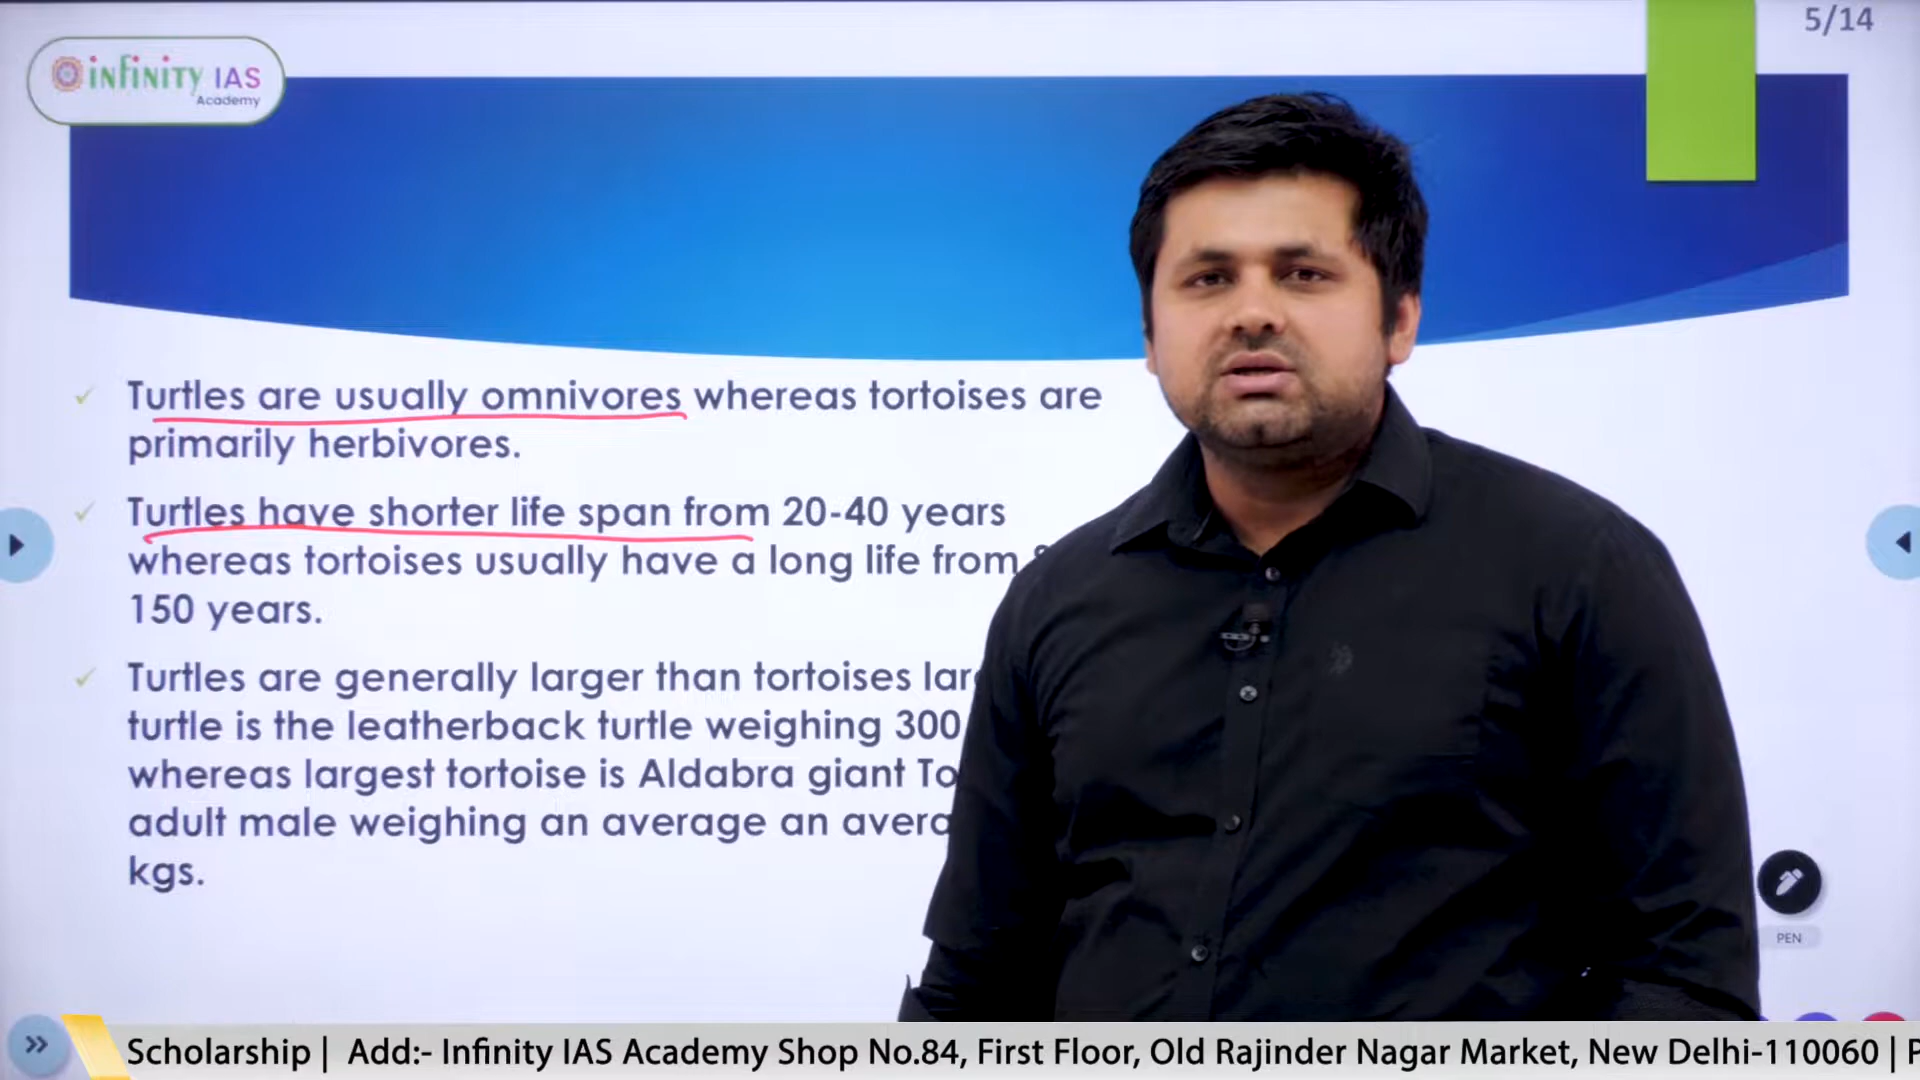 5/14
infinity IAS
Academy
Turtles are usually omnivores whereas tortoises are
primarily herbivores.
Turtles have shorter life span from 20-40 years
whereas tortoises usually have a long life from
150 years.
Turtles are generally larger than tortoises
turtle is the leatherback turtle weighing 300
whereas largest tortoise is Aldabra giant
adult male weighing an average an
kgs.
PEN
Scholarship | Add:- Infinity IAS Academy Shop No.84, First Floor, Old Rajinder Nagar Market, New Delhi-110060 |